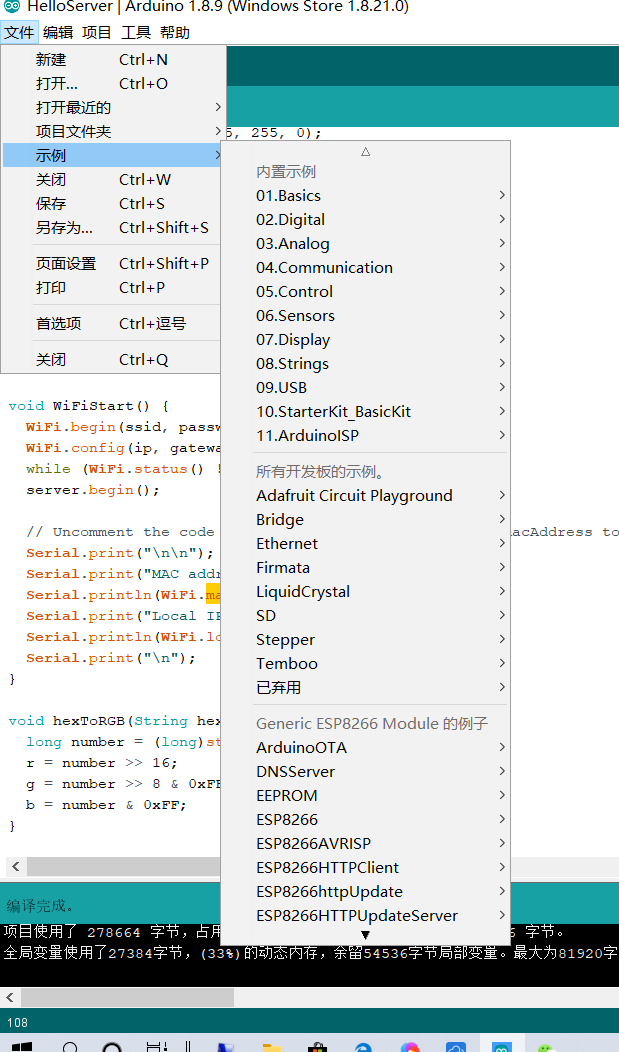 HelloServer | Arduino 1.8.9 (Windows Store 1.8.21.0)
文件 编辑 项目 工具 帮助
新建 Ctrl+N
打开... Ctrl+O
打开最近的
项目文件夹
示例
关闭 Ctrl+W
保存 Ctrl+S
另存为... Ctrl+Shift+S
页面设置 Ctrl+Shift+P
打印 Ctrl+P
首选项 Ctrl+逗号
关闭 Ctrl+Q
, 255, 0);
内置示例
01.Basics
02.Digital
03.Analog
04.Communication
05.Control
06.Sensors
07.Display
08.Strings
09.USB
10.StarterKit_BasicKit
11.ArduinoISP
所有开发板的示例。
Adafruit Circuit Playground
Bridge
Ethernet
Firmata
LiquidCrystal
SD
Stepper
Temboo
已弃用
Generic ESP8266 Module 的例子
ArduinoOTA
DNSServer
EEPROM
ESP8266
ESP8266AVRISP
ESP8266HTTPClient
ESP8266httpUpdate
ESP8266HTTPUpdateServer
void WiFiStart() {
WiFi.begin(ssid, passw
WiFi.config(ip, gatewa
while (WiFi.status() !
server.begin();
// Uncomment the code acAddress to
Serial.print("\n\n");
Serial.print("MAC addr
Serial.println(WiFi.ma
Serial.print("Local IP
Serial.println(WiFi.lo
Serial.print("\n");
}
void hexToRGB(String hex
long number = (long)st
r = number >> 16;
g = number >> 8 & 0xFF
b = number & 0xFF;
}
编译完成。
项目使用了 278664 字节，占用 字节。
全局变量使用了27384字节，(33%)的动态内存，余留54536字节局部变量。最大为81920字
108